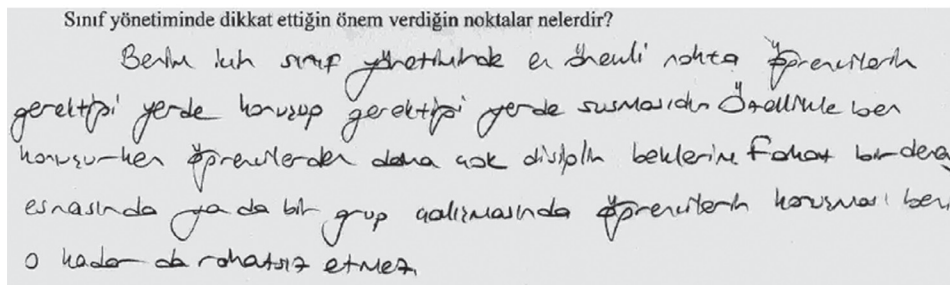 Sınıf yönetiminde dikkat ettiğin önem verdiğin noktalar nelerdir?
Benim için sınıf yönetiminde en önemli nokta öğrencilerin
gerektiği yerde konuşup gerektiği yerde susmasıdır Özellikle ben
konuşurken öğrencilerden daha çok disiplin beklerim Fakat bir
esnasında ya da bir grup çalışmasında öğrencilerin konuşması
o kadar da rahatsız etmez.